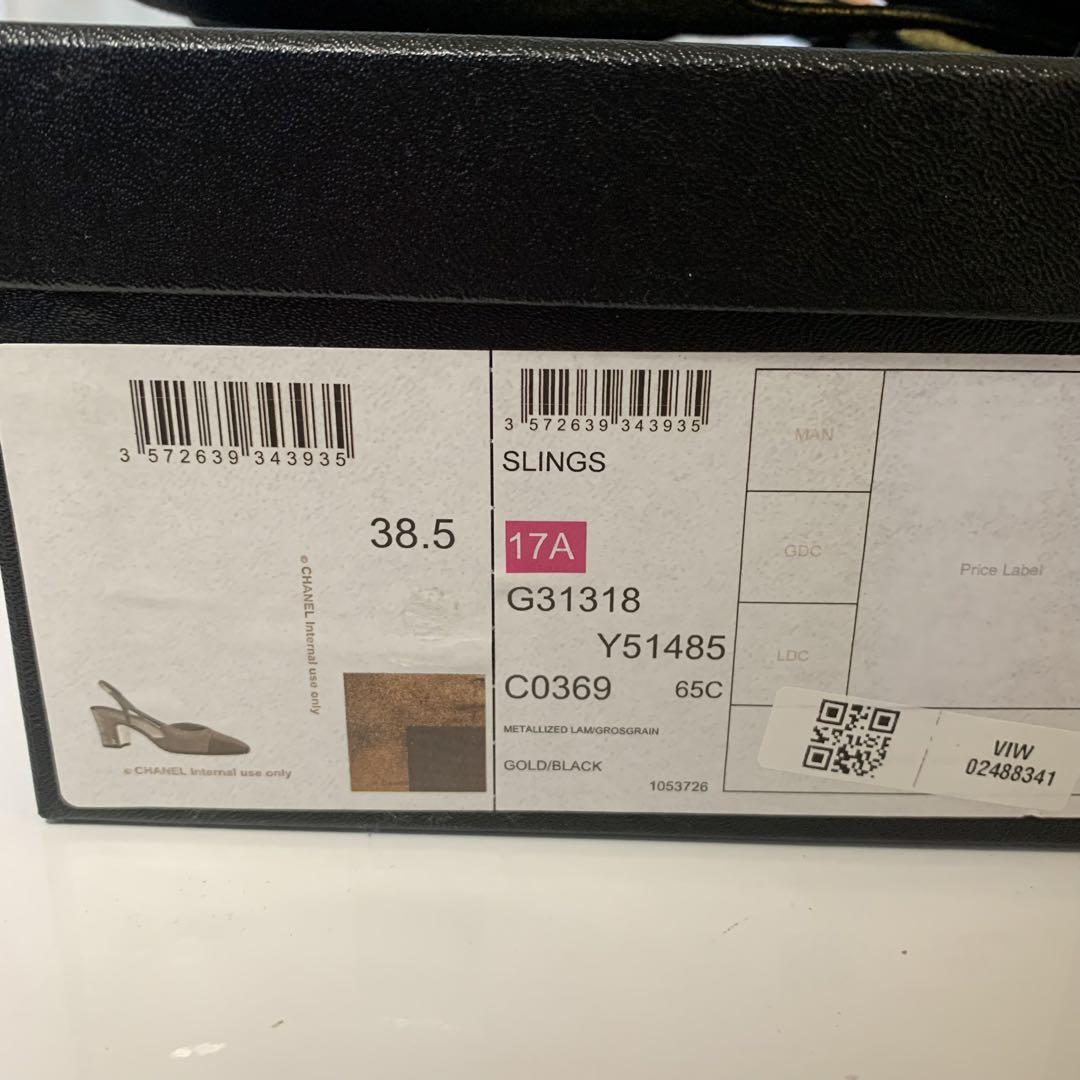 3 572639 343935
38.5
© CHANEL Internal use only
© CHANEL Internal use only
3 572639 343935
SLINGS
17A
G31318
Y51485
C0369 65C
METALLIZED LAM/GROSGRAIN
GOLD/BLACK
1053726
MAN
GDC
LDC
Price Label
VIW
02488341